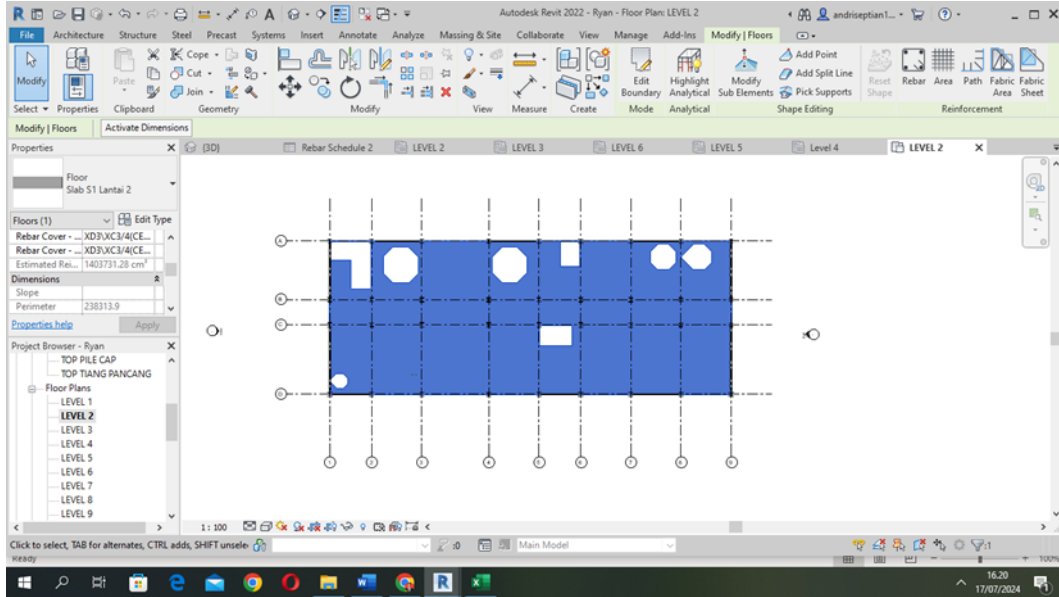 Autodesk Revit 2022 - Ryan - Floor Plan: LEVEL 2
andriseptian1...
File Architecture Structure Steel Precast Systems Insert Annotate Analyze Massing & Site Collaborate View Manage Add-Ins Modify | Floors
Modify
Paste
Cope
Cut
Join
Edit Boundary
Highlight Analytical
Modify Sub Elements
Add Point
Add Split Line
Pick Supports
Reset Shape
Rebar Area Path Fabric Area Fabric Sheet
Select Properties Clipboard Geometry Modify View Measure Create Mode Analytical Shape Editing Reinforcement
Modify | Floors Activate Dimensions
Properties
{3D} Rebar Schedule 2 LEVEL 2 LEVEL 3 LEVEL 6 LEVEL 5 Level 4 LEVEL 2
Floor
Slab S1 Lantai 2
Floors (1) Edit Type
Rebar Cover - ... XD3\XC3/4(CE...
Rebar Cover - ... XD3\XC3/4(CE...
Estimated Rei... 1403731.28 cm³
Dimensions
Slope
Perimeter 238313.9
Properties help Apply
Project Browser - Ryan
TOP PILE CAP
TOP TIANG PANCANG
Floor Plans
LEVEL 1
LEVEL 2
LEVEL 3
LEVEL 4
LEVEL 5
LEVEL 6
LEVEL 7
LEVEL 8
LEVEL 9
1 : 100
Click to select, TAB for alternates, CTRL adds, SHIFT unsele
:0
Main Model
:1
Ready
100%
16.20
17/07/2024